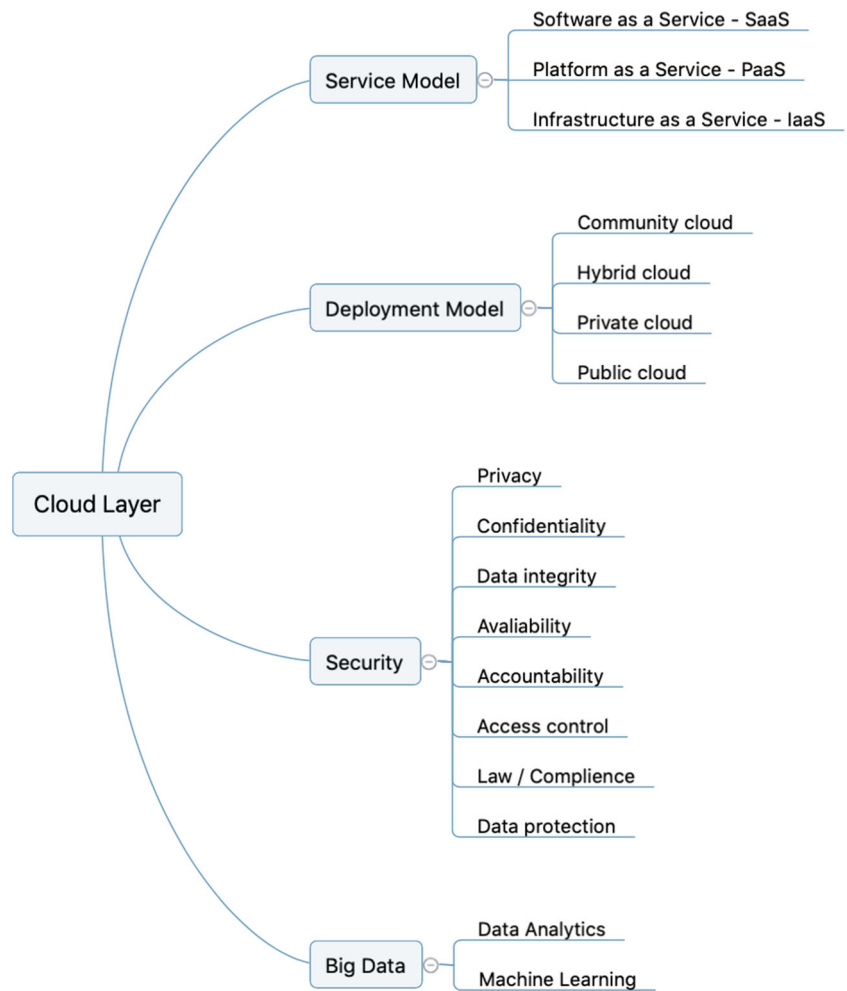 Cloud Layer
Service Model
Software as a Service - SaaS
Platform as a Service - PaaS
Infrastructure as a Service - IaaS
Deployment Model
Community cloud
Hybrid cloud
Private cloud
Public cloud
Security
Privacy
Confidentiality
Data integrity
Avaliability
Accountability
Access control
Law / Complience
Data protection
Big Data
Data Analytics
Machine Learning